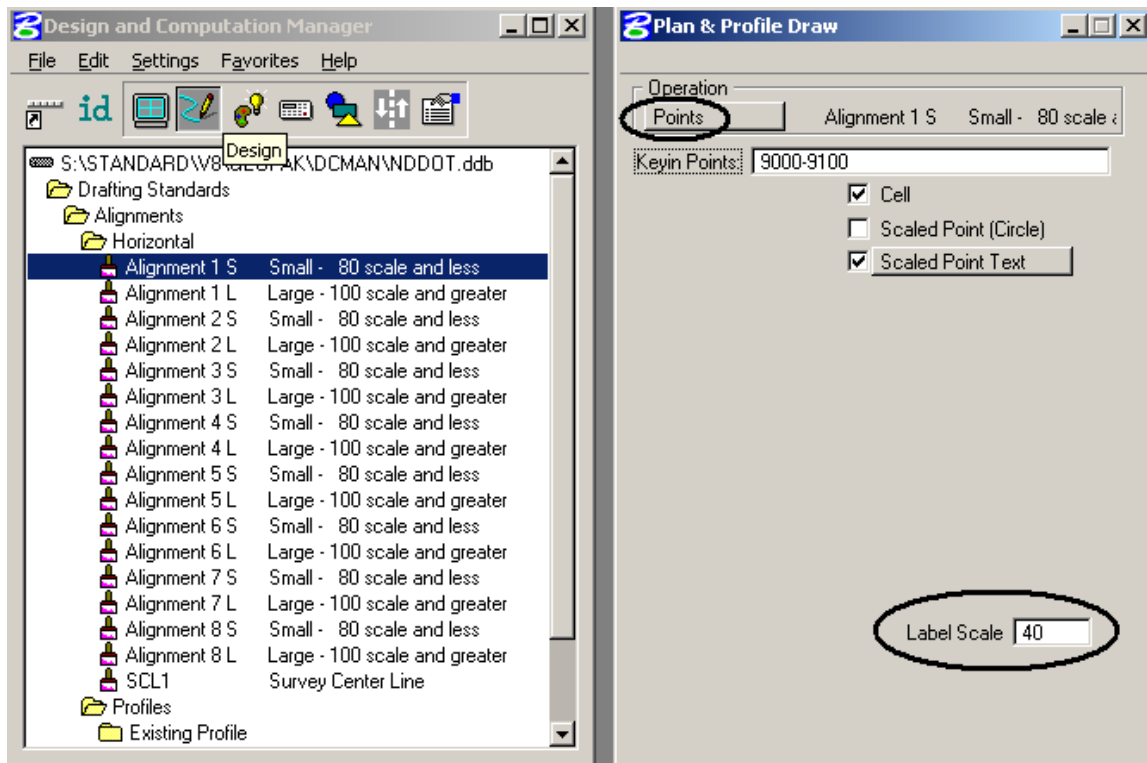 Design and Computation Manager
File Edit Settings Favorites Help
id
Design
S:\STANDARD\V8\GEOPAK\DCMAN\NDDOT.ddb
Drafting Standards
Alignments
Horizontal
Alignment 1 S Small - 80 scale and less
Alignment 1 L Large - 100 scale and greater
Alignment 2 S Small - 80 scale and less
Alignment 2 L Large - 100 scale and greater
Alignment 3 S Small - 80 scale and less
Alignment 3 L Large - 100 scale and greater
Alignment 4 S Small - 80 scale and less
Alignment 4 L Large - 100 scale and greater
Alignment 5 S Small - 80 scale and less
Alignment 5 L Large - 100 scale and greater
Alignment 6 S Small - 80 scale and less
Alignment 6 L Large - 100 scale and greater
Alignment 7 S Small - 80 scale and less
Alignment 7 L Large - 100 scale and greater
Alignment 8 S Small - 80 scale and less
Alignment 8 L Large - 100 scale and greater
SCL1 Survey Center Line
Profiles
Existing Profile
Plan & Profile Draw
Operation
Points Alignment 1 S Small - 80 scale
Keyin Points: 9000-9100
Cell
Scaled Point (Circle)
Scaled Point Text
Label Scale 40